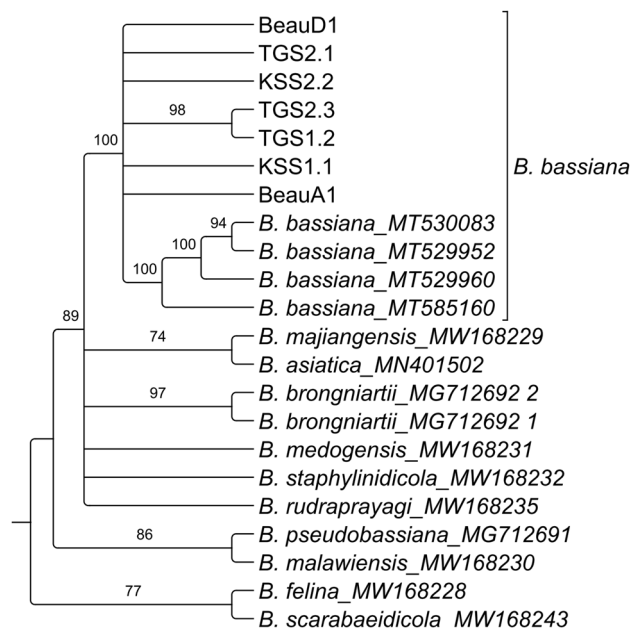 BeauD1
TGS2.1
KSS2.2
98
TGS2.3
TGS1.2
100
KSS1.1
B. bassiana
BeauA1
94
B. bassiana_MT530083
100
B. bassiana_MT529952
100
B. bassiana_MT529960
B. bassiana_MT585160
89
74
B. majiangensis_MW168229
B. asiatica_MN401502
97
B. brongniartii_MG712692 2
B. brongniartii_MG712692 1
B. medogensis_MW168231
B. staphylinidicola_MW168232
B. rudraprayagi_MW168235
86
B. pseudobassiana_MG712691
B. malawiensis_MW168230
77
B. felina_MW168228
B. scarabaeidicola MW168243